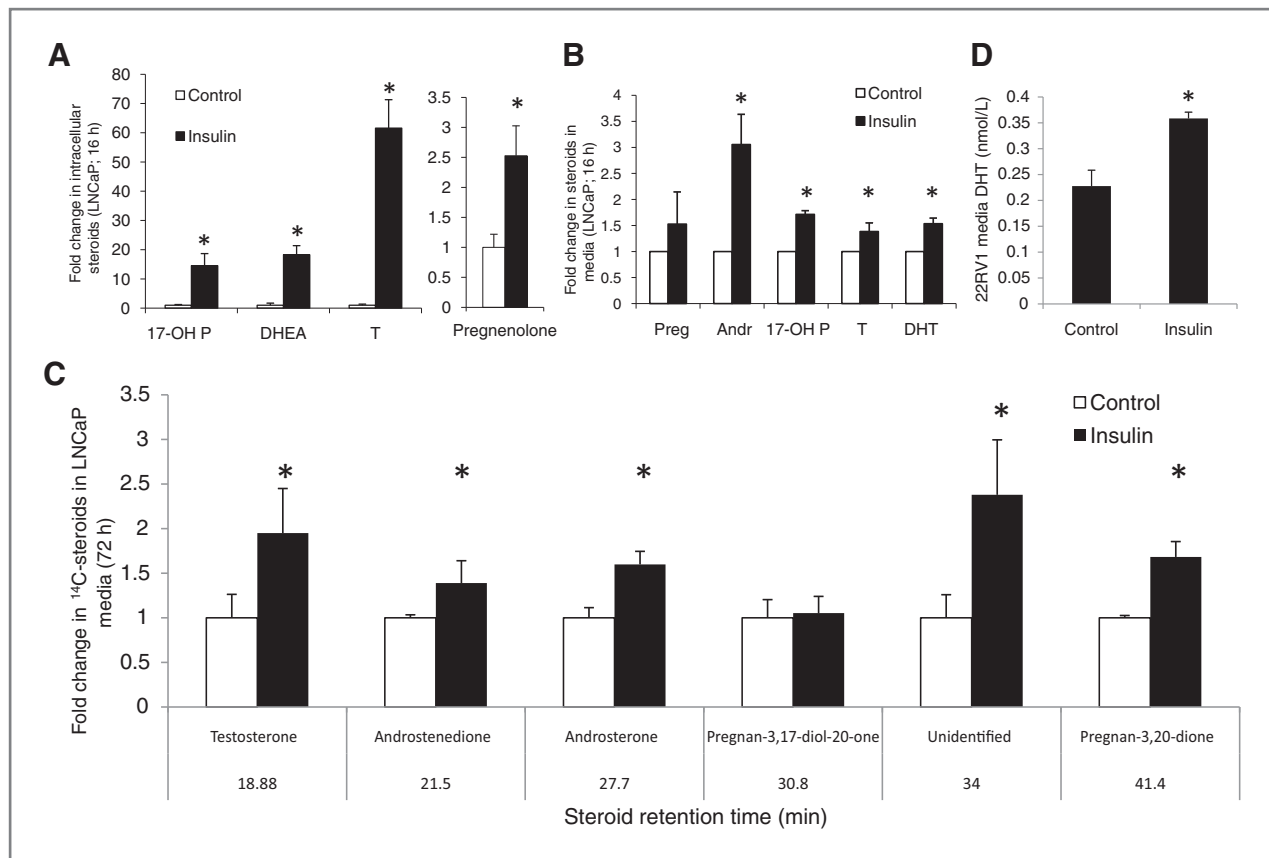 A
Fold change in intracellular
steroids (LNCaP; 16 h)
80
70
60
50
40
30
20
10
0
Control
Insulin
*
*
*
17-OH P
DHEA
T
3.5
3
2.5
2
1.5
1
0.5
0
*
Pregnenolone
B
Fold change in steroids in
media (LNCaP; 16 h)
4
3.5
3
2.5
2
1.5
1
0.5
0
Control
Insulin
*
*
*
*
Preg
Andr
17-OH P
T
DHT
D
22RV1 media DHT (nmol/L)
0.4
0.35
0.3
0.25
0.2
0.15
0.1
0.05
0
*
Control
Insulin
C
Fold change in ¹⁴C-steroids in LNCaP
media (72 h)
3.5
3
2.5
2
1.5
1
0.5
0
Control
Insulin
*
*
*
*
*
Testosterone
Androstenedione
Androsterone
Pregnan-3,17-diol-20-one
Unidentified
Pregnan-3,20-dione
18.88
21.5
27.7
30.8
34
41.4
Steroid retention time (min)